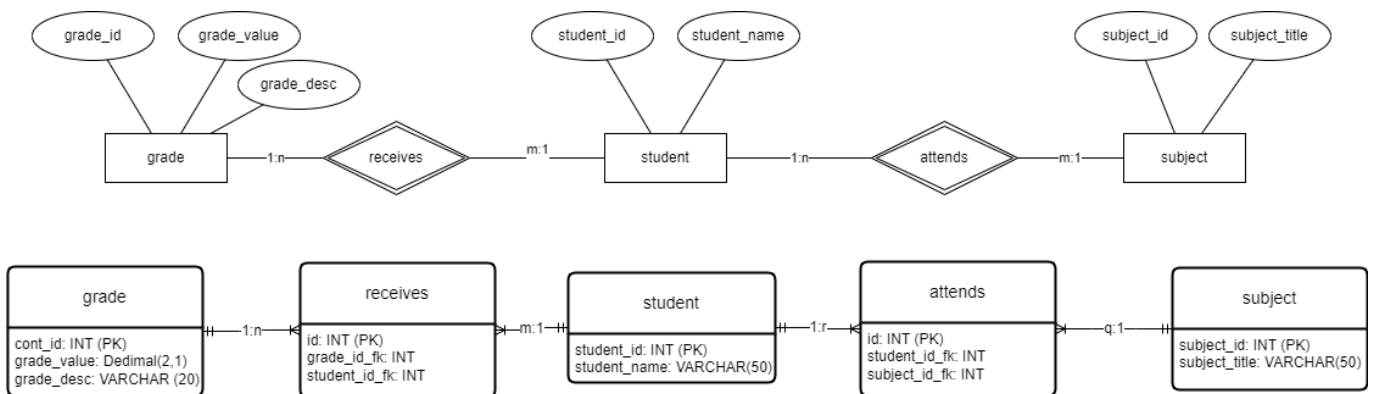 grade_id
grade_value
grade_desc
student_id
student_name
subject_id
subject_title
grade
1:n
receives
m:1
student
1:n
attends
m:1
subject
grade
cont_id: INT (PK)
grade_value: Dedimal(2,1)
grade_desc: VARCHAR (20)
1:n
receives
id: INT (PK)
grade_id_fk: INT
student_id_fk: INT
m:1
student
student_id: INT (PK)
student_name: VARCHAR(50)
1:r
attends
id: INT (PK)
student_id_fk: INT
subject_id_fk: INT
q:1
subject
subject_id: INT (PK)
subject_title: VARCHAR(50)